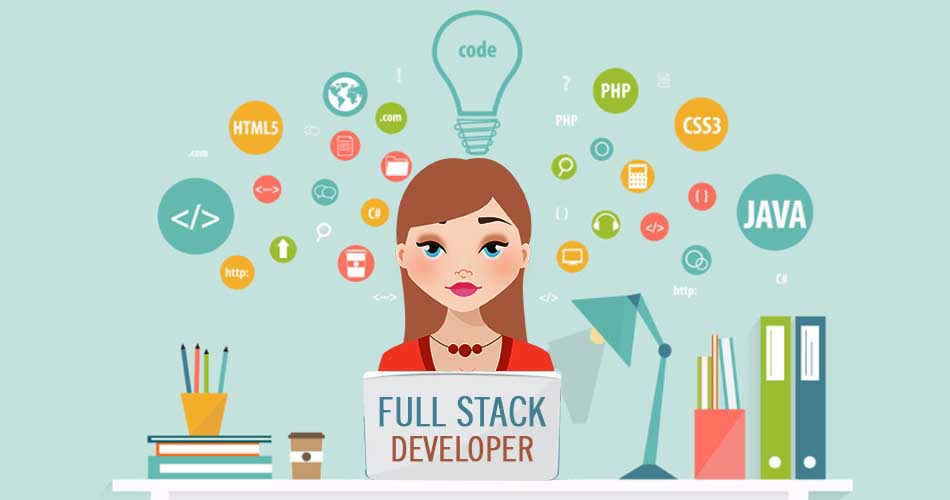 code
PHP
.com
HTML5
PHP
CSS3
.com
</>
<···>
{ }
C#
( )
</>
JAVA
http:
C#
http:
<···>
</>
!
?
FULL STACK
DEVELOPER